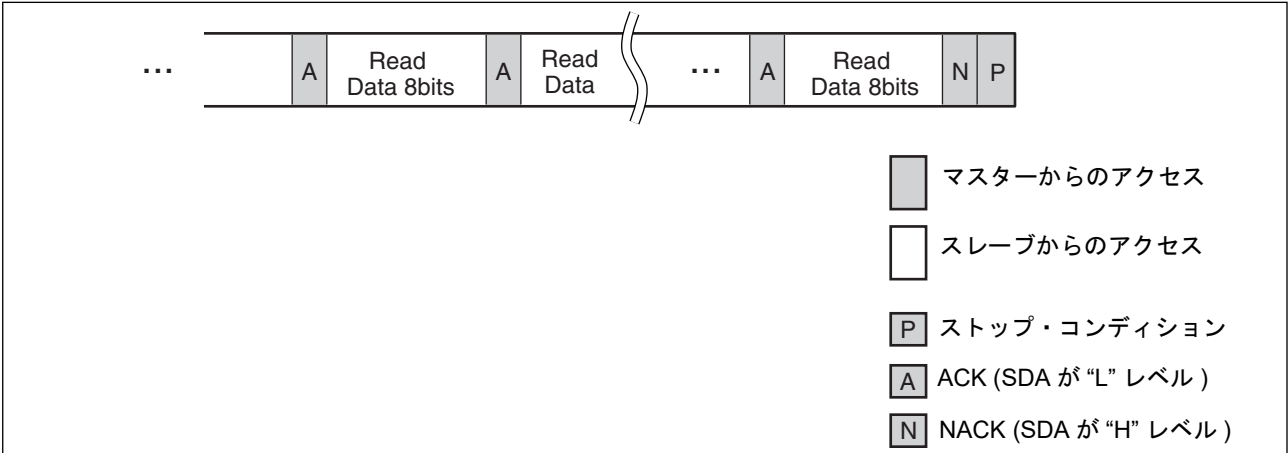 ... A Read Data 8bits A Read Data ... A Read Data 8bits N P
マスターからのアクセス
スレーブからのアクセス
P ストップ・コンディション
A ACK (SDA が “L” レベル )
N NACK (SDA が “H” レベル )